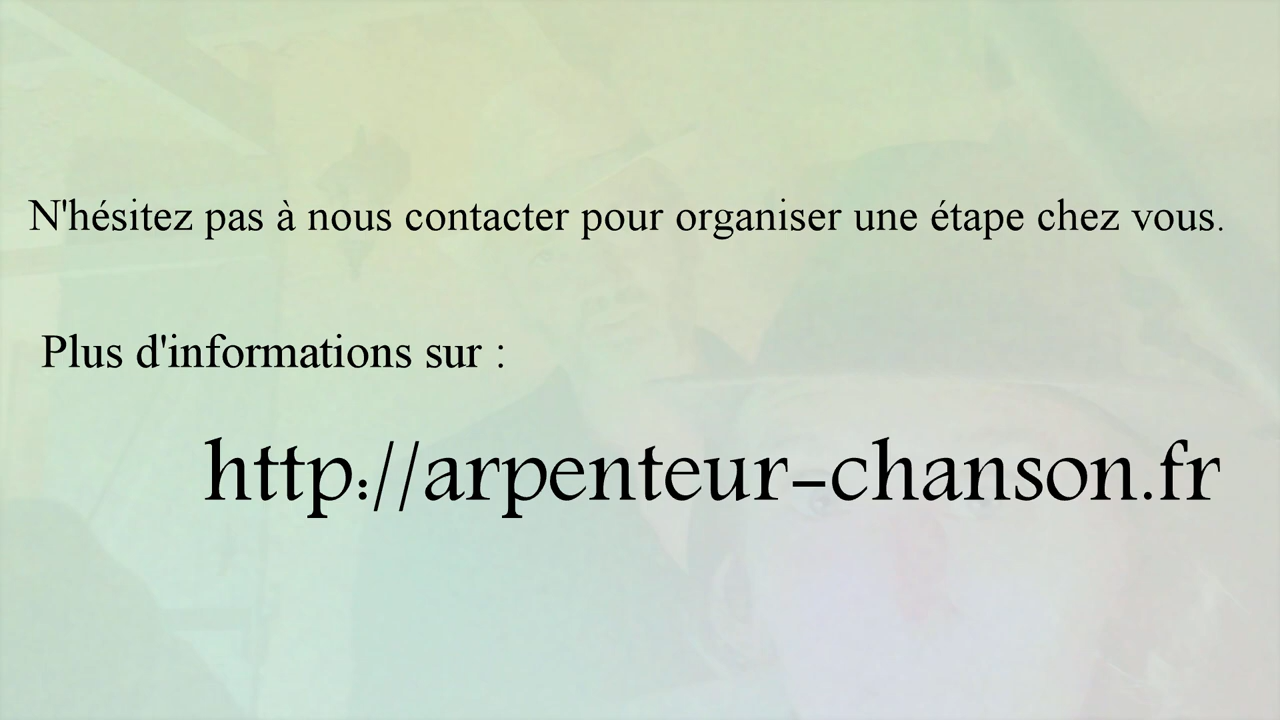 N'hésitez pas à nous contacter pour organiser une étape chez vous.
Plus d'informations sur :
http://arpenteur-chanson.fr